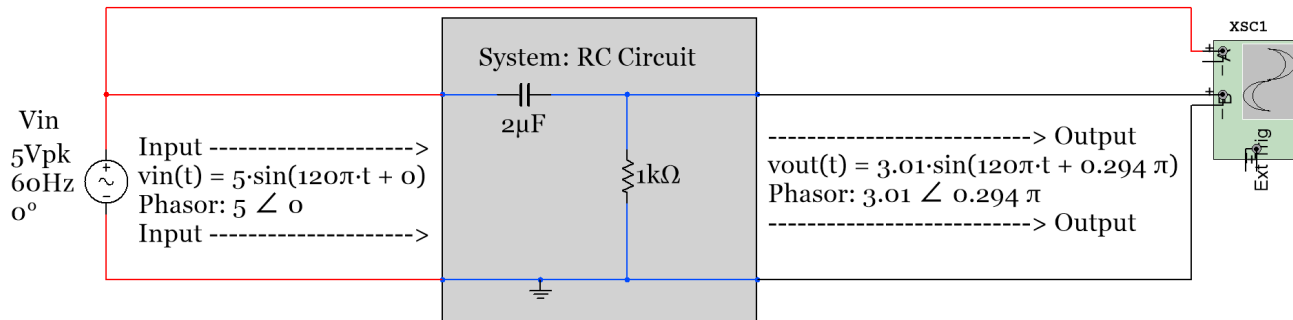 XSC1
System: RC Circuit
+
A
−
+
B
−
2µF
Vin
5Vpk
60Hz
0°
+
−
Input ---------------------->
vin(t) = 5·sin(120π·t + 0)
Phasor: 5 ∠ 0
Input ---------------------->
1kΩ
--------------------------> Output
vout(t) = 3.01·sin(120π·t + 0.294 π)
Phasor: 3.01 ∠ 0.294 π
--------------------------> Output
Ext Trig